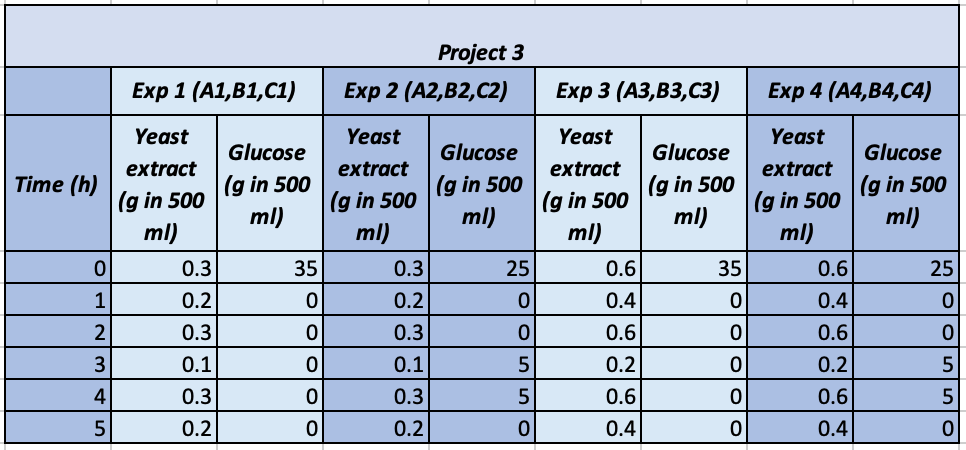 Project 3
Exp 1 (A1,B1,C1) Exp 2 (A2,B2,C2) Exp 3 (A3,B3,C3) Exp 4 (A4,B4,C4)
Time (h) Yeast extract (g in 500 ml) Glucose (g in 500 ml) Yeast extract (g in 500 ml) Glucose (g in 500 ml) Yeast extract (g in 500 ml) Glucose (g in 500 ml) Yeast extract (g in 500 ml) Glucose (g in 500 ml)
0 0.3 35 0.3 25 0.6 35 0.6 25
1 0.2 0 0.2 0 0.4 0 0.4 0
2 0.3 0 0.3 0 0.6 0 0.6 0
3 0.1 0 0.1 5 0.2 0 0.2 5
4 0.3 0 0.3 5 0.6 0 0.6 5
5 0.2 0 0.2 0 0.4 0 0.4 0